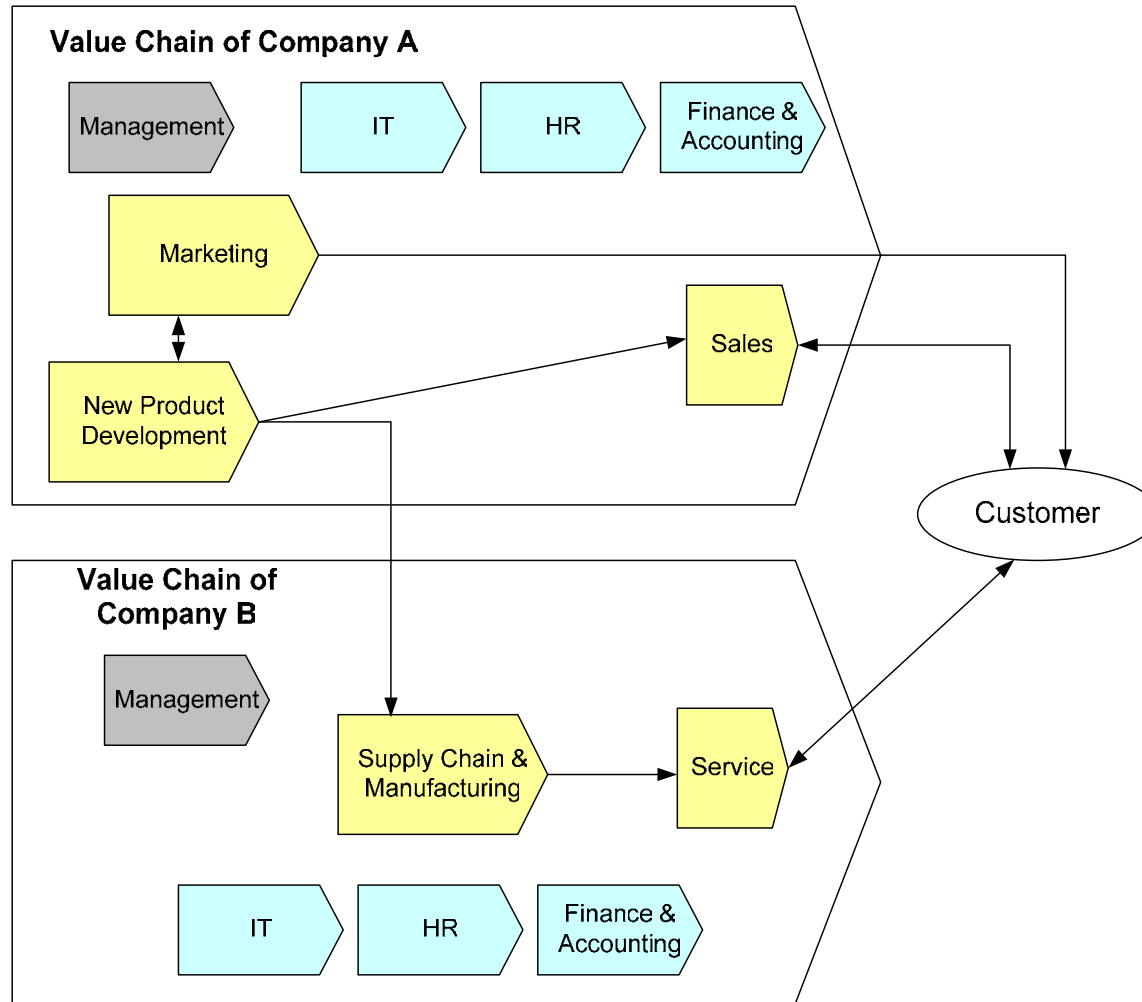 Value Chain of Company A
Management
IT
HR
Finance &
Accounting
Marketing
Sales
New Product
Development
Customer
Value Chain of
Company B
Management
Supply Chain &
Manufacturing
Service
IT
HR
Finance &
Accounting